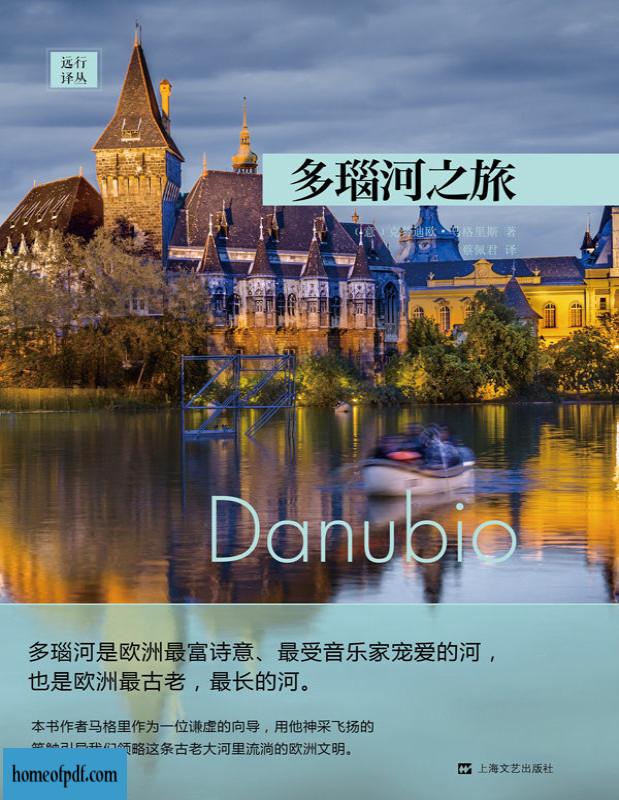 远行
译丛
多瑙河之旅
（意）克劳迪欧·马格里斯 著
蔡佩君 译
Danubio
多瑙河是欧洲最富诗意、最受音乐家宠爱的河，
也是欧洲最古老，最长的河。
本书作者马格里作为一位谦虚的向导，用他神采飞扬的
笔触引导我们领略这条古老大河里流淌的欧洲文明。
homeofpdf.com
上海文艺出版社